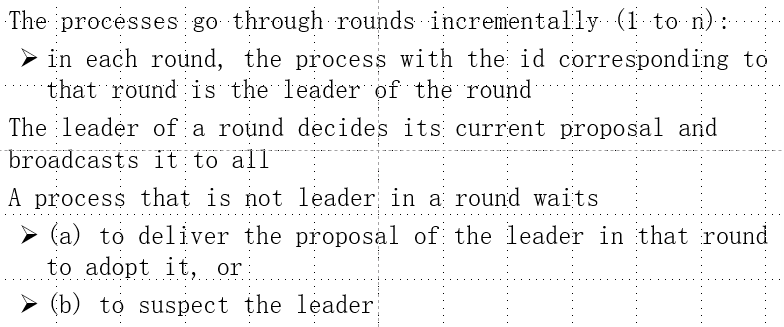 The processes go through rounds incrementally (1 to n):
➢ in each round, the process with the id corresponding to
that round is the leader of the round
The leader of a round decides its current proposal and
broadcasts it to all
A process that is not leader in a round waits
➢ (a) to deliver the proposal of the leader in that round
to adopt it, or
➢ (b) to suspect the leader